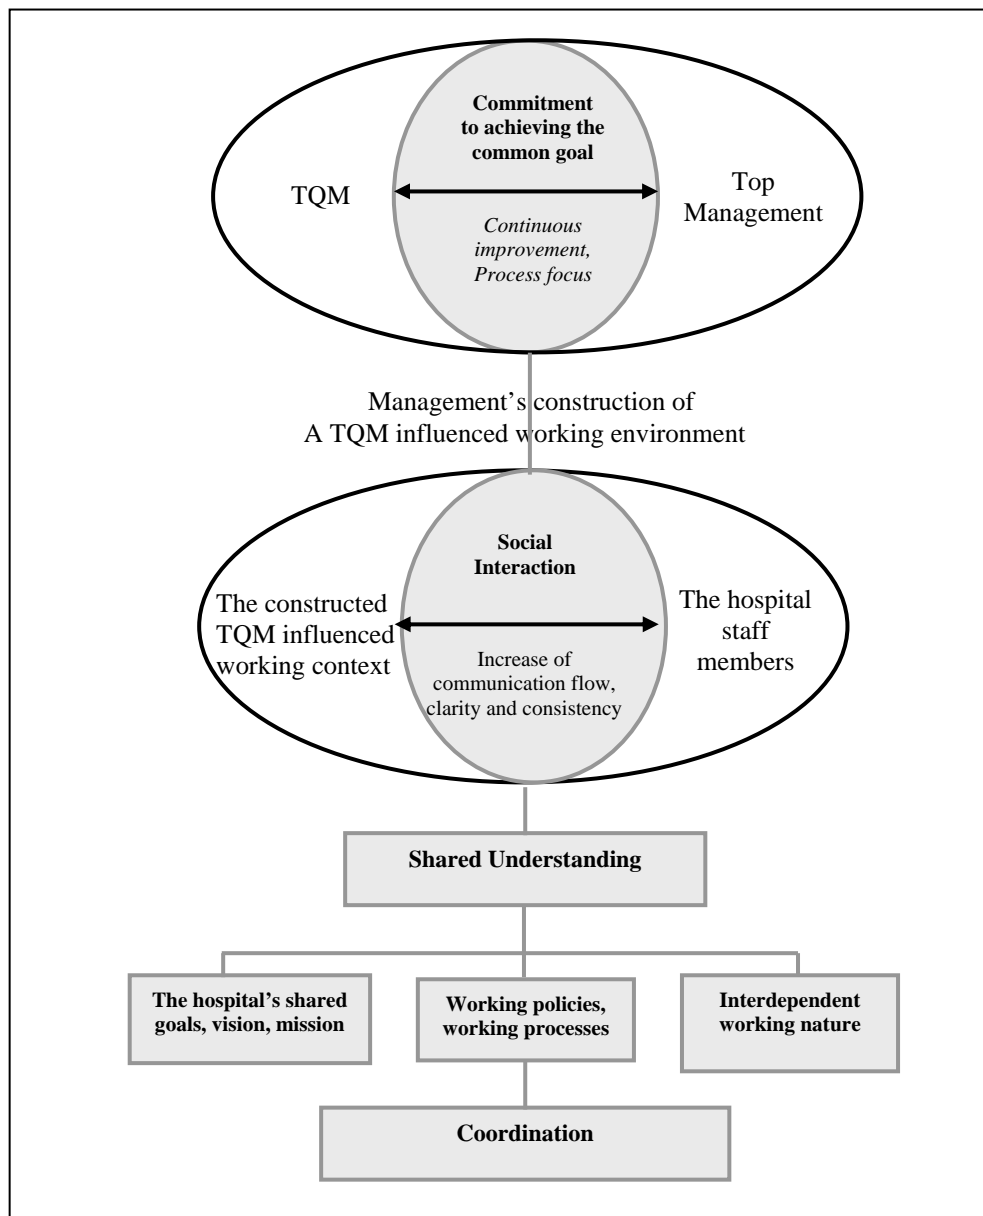 Commitment
to achieving the
common goal
TQM
Top
Management
Continuous
improvement,
Process focus
Management’s construction of
A TQM influenced working environment
Social
Interaction
The constructed
TQM influenced
working context
The hospital
staff
members
Increase of
communication flow,
clarity and consistency
Shared Understanding
The hospital’s shared
goals, vision, mission
Working policies,
working processes
Interdependent
working nature
Coordination